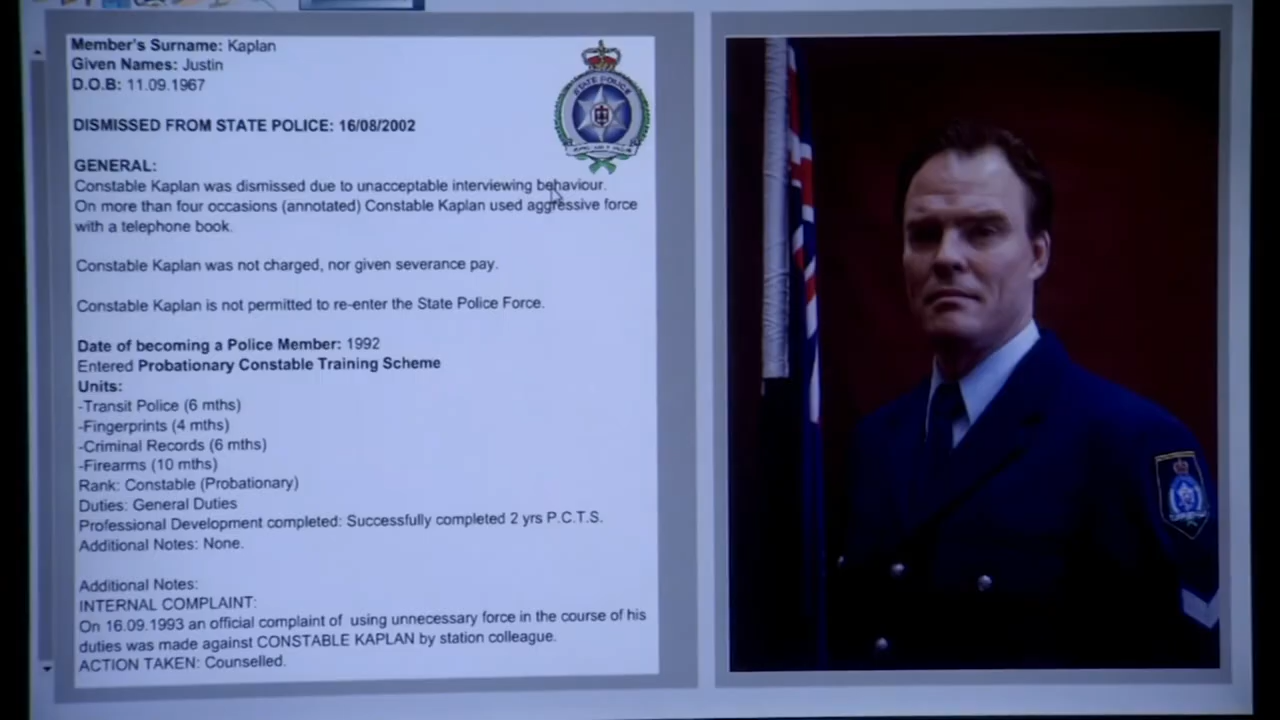 Member's Surname: Kaplan
Given Names: Justin
D.O.B: 11.09.1967
DISMISSED FROM STATE POLICE: 16/08/2002
STATE POLICE
GENERAL:
Constable Kaplan was dismissed due to unacceptable interviewing behaviour.
On more than four occasions (annotated) Constable Kaplan used aggressive force
with a telephone book.
Constable Kaplan was not charged, nor given severance pay.
Constable Kaplan is not permitted to re-enter the State Police Force.
Date of becoming a Police Member: 1992
Entered Probationary Constable Training Scheme
Units:
-Transit Police (6 mths)
-Fingerprints (4 mths)
-Criminal Records (6 mths)
-Firearms (10 mths)
Rank: Constable (Probationary)
Duties: General Duties
Professional Development completed: Successfully completed 2 yrs P.C.T.S.
Additional Notes: None.
Additional Notes:
INTERNAL COMPLAINT:
On 16.09.1993 an official complaint of using unnecessary force in the course of his
duties was made against CONSTABLE KAPLAN by station colleague.
ACTION TAKEN: Counselled.